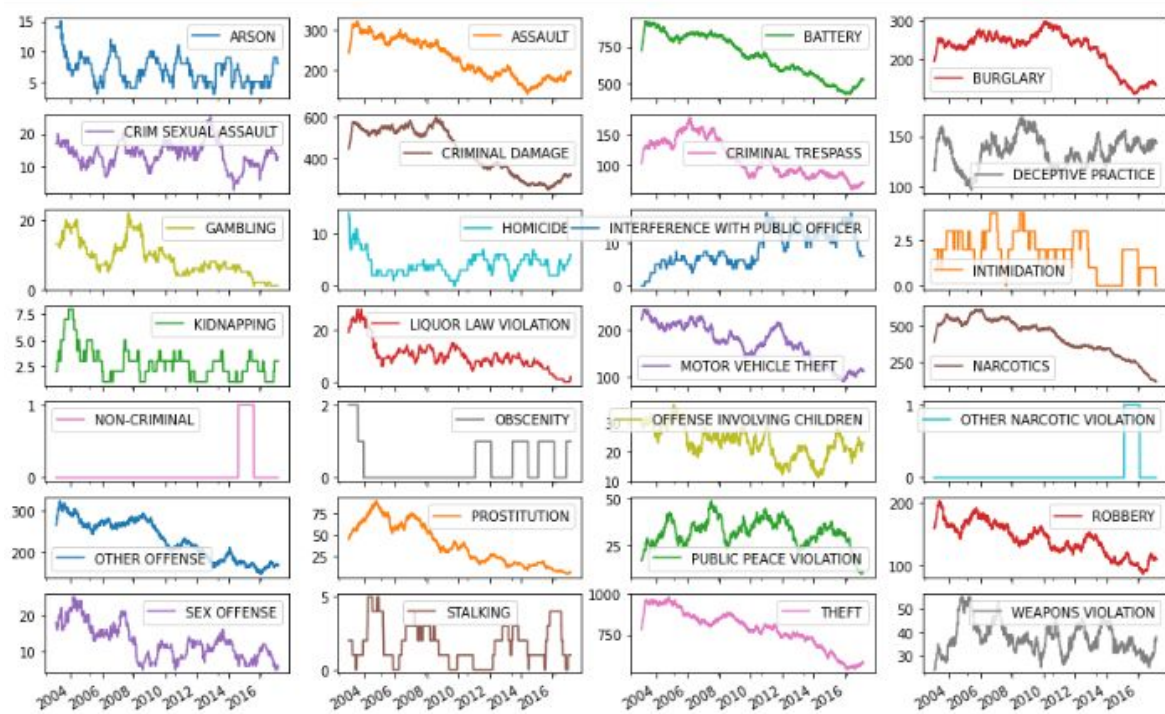 15
ARSON
10
5
300
ASSAULT
200
BATTERY
750
500
300
200
BURGLARY
20
CRIM SEXUAL ASSAULT
10
600
CRIMINAL DAMAGE
400
150
CRIMINAL TRESPASS
100
150
DECEPTIVE PRACTICE
100
20
GAMBLING
10
0
HOMICIDE
10
0
INTERFERENCE WITH PUBLIC OFFICER
10
0
2.5
INTIMIDATION
0.0
7.5
KIDNAPPING
5.0
2.5
LIQUOR LAW VIOLATION
20
0
200
MOTOR VEHICLE THEFT
100
500
250
NARCOTICS
1
NON-CRIMINAL
0
2
OBSCENITY
1
0
OFFENSE INVOLVING CHILDREN
30
20
10
1
OTHER NARCOTIC VIOLATION
0
300
200
OTHER OFFENSE
75
PROSTITUTION
50
25
50
25
PUBLIC PEACE VIOLATION
200
ROBBERY
100
20
SEX OFFENSE
10
5
STALKING
0
1000
THEFT
750
50
WEAPONS VIOLATION
40
30
2004 2006 2008 2010 2012 2014 2016
2004 2006 2008 2010 2012 2014 2016
2004 2006 2008 2010 2012 2014 2016
2004 2006 2008 2010 2012 2014 2016